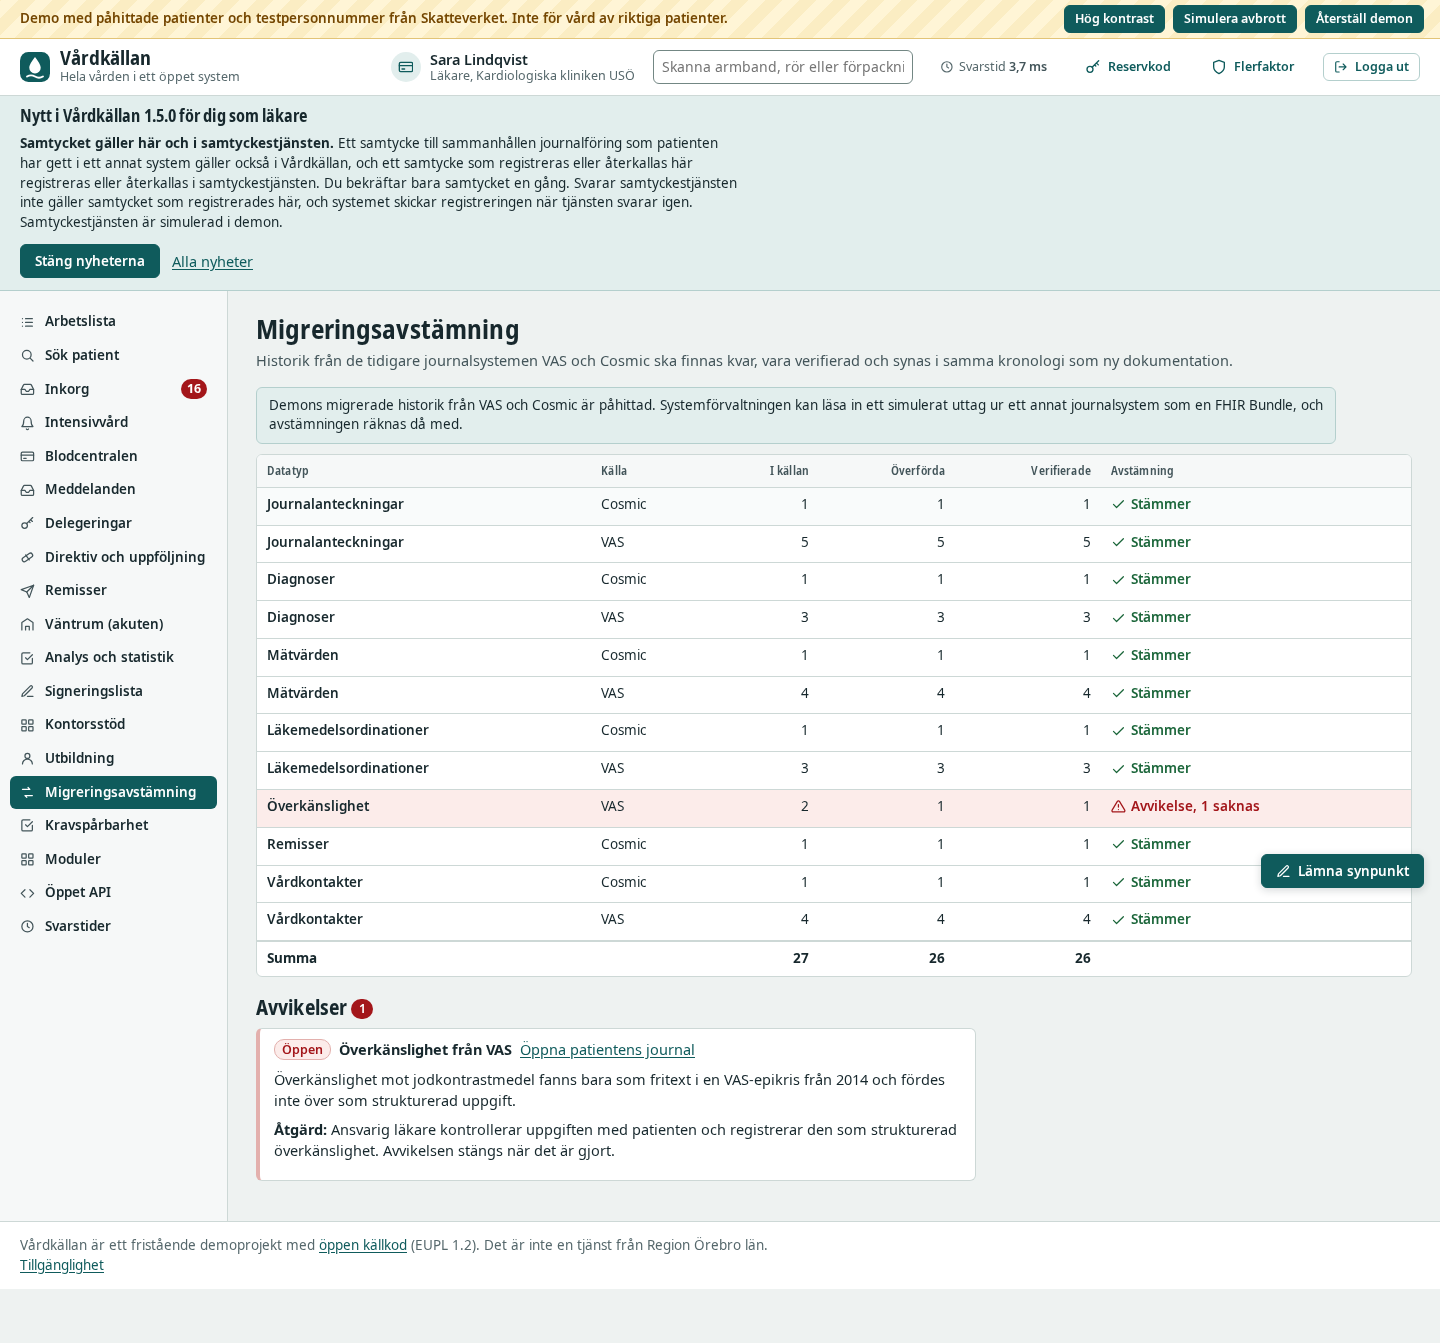 Demo med påhittade patienter och testpersonnummer från Skatteverket. Inte för vård av riktiga patienter.
Hög kontrast
Simulera avbrott
Återställ demon
Vårdkällan
Hela vården i ett öppet system
Sara Lindqvist
Läkare, Kardiologiska kliniken USÖ
Skanna armband, rör eller förpackni
Svarstid 3,7 ms
Reservkod
Flerfaktor
Logga ut
Nytt i Vårdkällan 1.5.0 för dig som läkare
Samtycket gäller här och i samtyckestjänsten. Ett samtycke till sammanhållen journalföring som patienten
har gett i ett annat system gäller också i Vårdkällan, och ett samtycke som registreras eller återkallas här
registreras eller återkallas i samtyckestjänsten. Du bekräftar bara samtycket en gång. Svarar samtyckestjänsten
inte gäller samtycket som registrerades här, och systemet skickar registreringen när tjänsten svarar igen.
Samtyckestjänsten är simulerad i demon.
Stäng nyheterna
Alla nyheter
Arbetslista
Sök patient
Inkorg 16
Intensivvård
Blodcentralen
Meddelanden
Delegeringar
Direktiv och uppföljning
Remisser
Väntrum (akuten)
Analys och statistik
Signeringslista
Kontorsstöd
Utbildning
Migreringsavstämning
Kravspårbarhet
Moduler
Öppet API
Svarstider
Migreringsavstämning
Historik från de tidigare journalsystemen VAS och Cosmic ska finnas kvar, vara verifierad och synas i samma kronologi som ny dokumentation.
Demons migrerade historik från VAS och Cosmic är påhittad. Systemförvaltningen kan läsa in ett simulerat uttag ur ett annat journalsystem som en FHIR Bundle, och
avstämningen räknas då med.
Datatyp Källa I källan Överförda Verifierade Avstämning
Journalanteckningar Cosmic 1 1 1 Stämmer
Journalanteckningar VAS 5 5 5 Stämmer
Diagnoser Cosmic 1 1 1 Stämmer
Diagnoser VAS 3 3 3 Stämmer
Mätvärden Cosmic 1 1 1 Stämmer
Mätvärden VAS 4 4 4 Stämmer
Läkemedelsordinationer Cosmic 1 1 1 Stämmer
Läkemedelsordinationer VAS 3 3 3 Stämmer
Överkänslighet VAS 2 1 1 Avvikelse, 1 saknas
Remisser Cosmic 1 1 1 Stämmer
Vårdkontakter Cosmic 1 1 1 Stämmer
Vårdkontakter VAS 4 4 4 Stämmer
Summa 27 26 26
Lämna synpunkt
Avvikelser 1
Öppen Överkänslighet från VAS Öppna patientens journal
Överkänslighet mot jodkontrastmedel fanns bara som fritext i en VAS-epikris från 2014 och fördes
inte över som strukturerad uppgift.
Åtgärd: Ansvarig läkare kontrollerar uppgiften med patienten och registrerar den som strukturerad
överkänslighet. Avvikelsen stängs när det är gjort.
Vårdkällan är ett fristående demoprojekt med öppen källkod (EUPL 1.2). Det är inte en tjänst från Region Örebro län.
Tillgänglighet